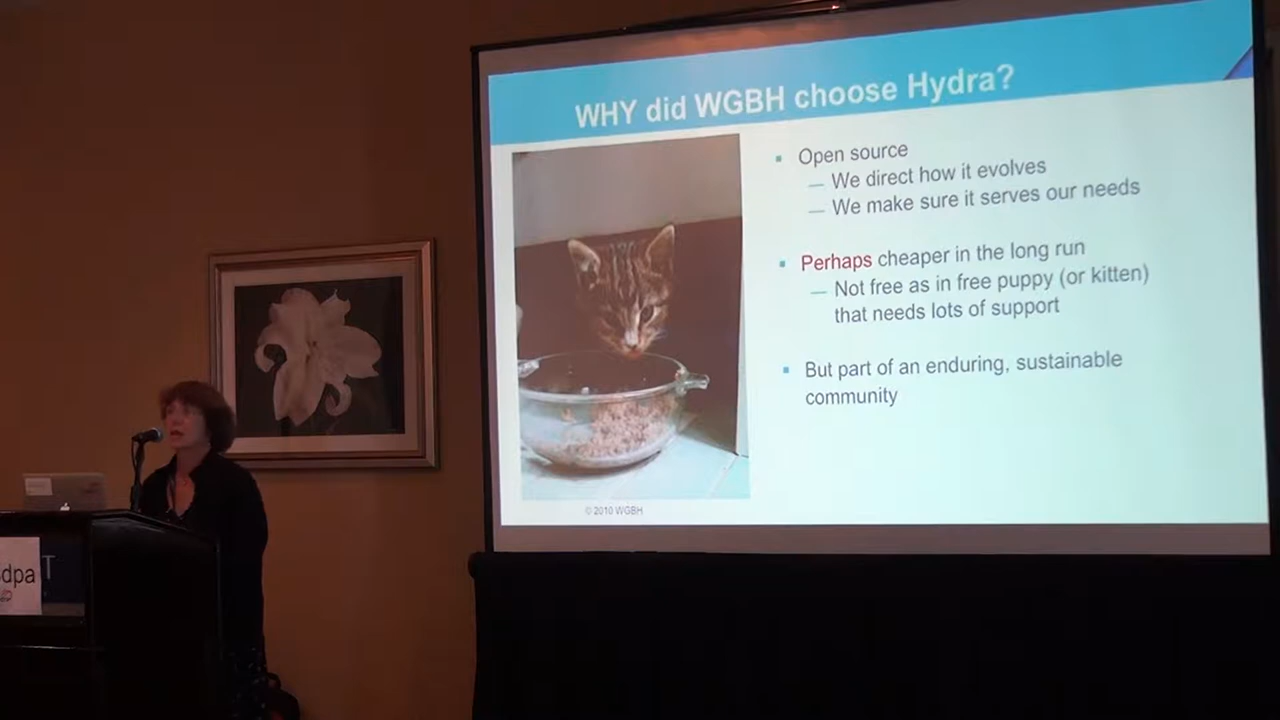 WHY did WGBH choose Hydra?
▪ Open source
— We direct how it evolves
— We make sure it serves our needs
▪ Perhaps cheaper in the long run
— Not free as in free puppy (or kitten)
that needs lots of support
▪ But part of an enduring, sustainable
community
© 2010 WGBH
dpa
T